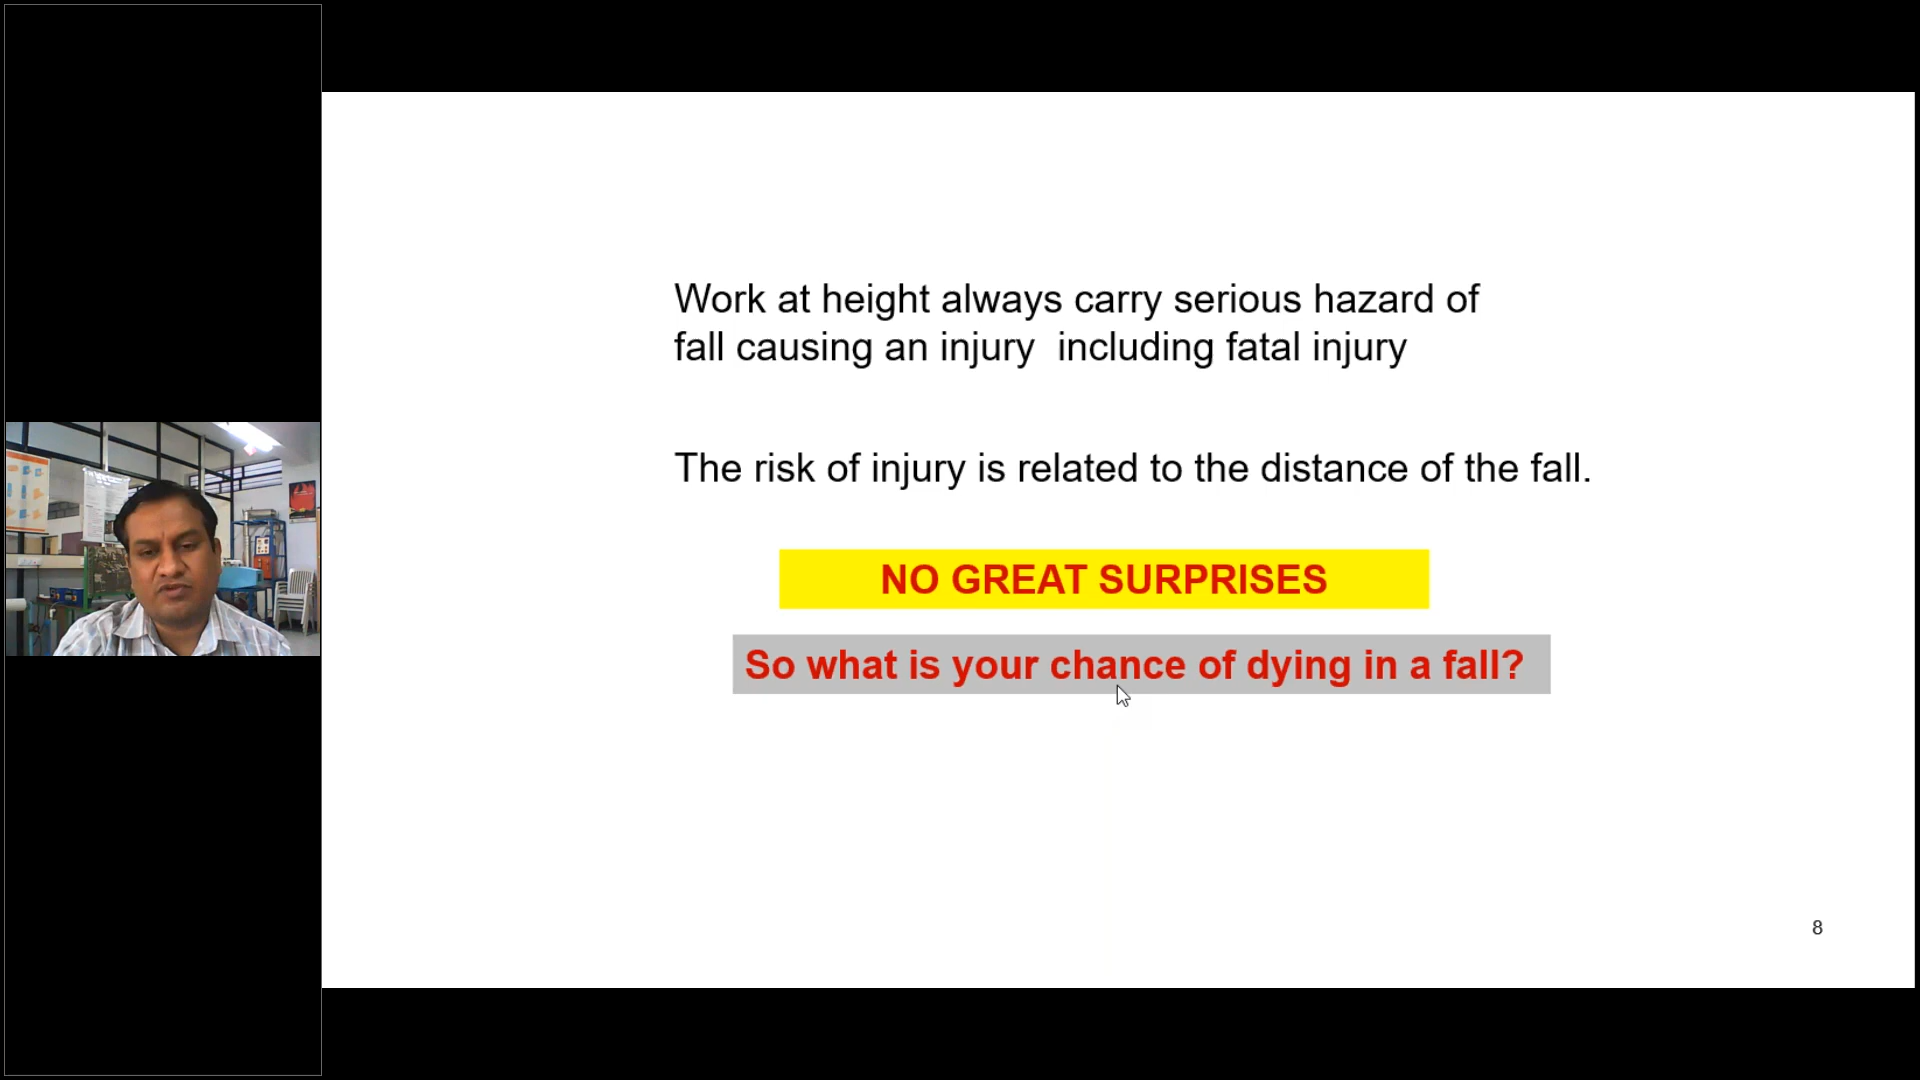 Work at height always carry serious hazard of
fall causing an injury  including fatal injury
The risk of injury is related to the distance of the fall.
NO GREAT SURPRISES
So what is your chance of dying in a fall?
8